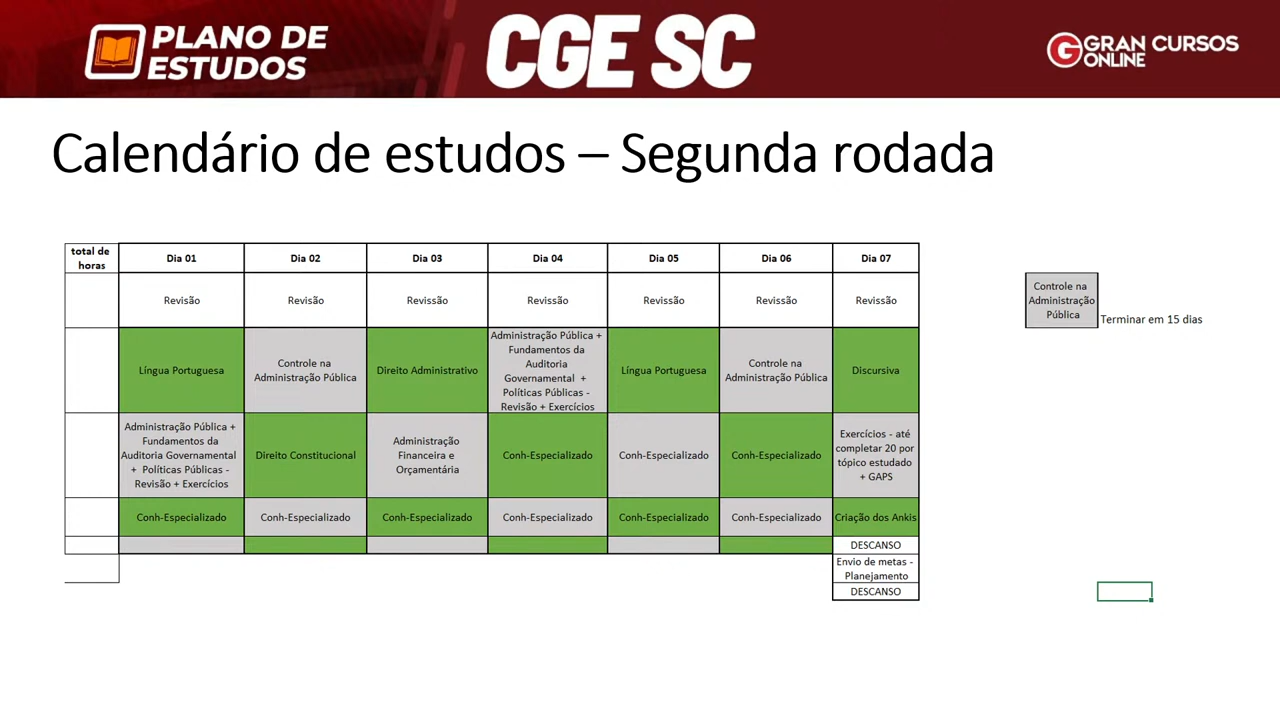 PLANO DE
ESTUDOS
CGE SC
GRAN CURSOS
ONLINE
Calendário de estudos – Segunda rodada
total de
horas
Dia 01
Dia 02
Dia 03
Dia 04
Dia 05
Dia 06
Dia 07
Revisão
Revisão
Revissão
Revissão
Revissão
Revissão
Revissão
Língua Portuguesa
Controle na
Administração Pública
Direito Administrativo
Administração Pública +
Fundamentos da
Auditoria
Governamental +
Políticas Públicas -
Revisão + Exercícios
Língua Portuguesa
Controle na
Administração Pública
Discursiva
Administração Pública +
Fundamentos da
Auditoria Governamental
+ Políticas Públicas -
Revisão + Exercícios
Direito Constitucional
Administração
Financeira e
Orçamentária
Conh-Especializado
Conh-Especializado
Conh-Especializado
Exercícios - até
completar 20 por
tópico estudado
+ GAPS
Conh-Especializado
Conh-Especializado
Conh-Especializado
Conh-Especializado
Conh-Especializado
Conh-Especializado
Criação dos Ankis
DESCANSO
Envio de metas -
Planejamento
DESCANSO
Controle na
Administração
Pública
Terminar em 15 dias